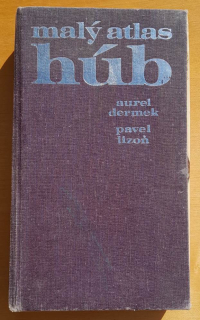 malý atlas
húb
aurel
dermek
pavel
lizoň